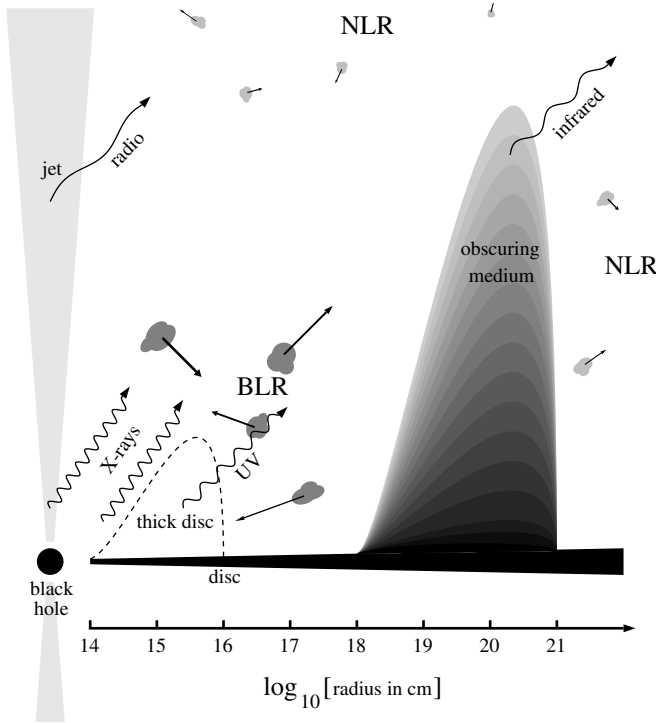 NLR
infrared
jet
radio
obscuring
medium
NLR
BLR
X-rays
UV
thick disc
disc
black
hole
14 15 16 17 18 19 20 21
log10[radius in cm]